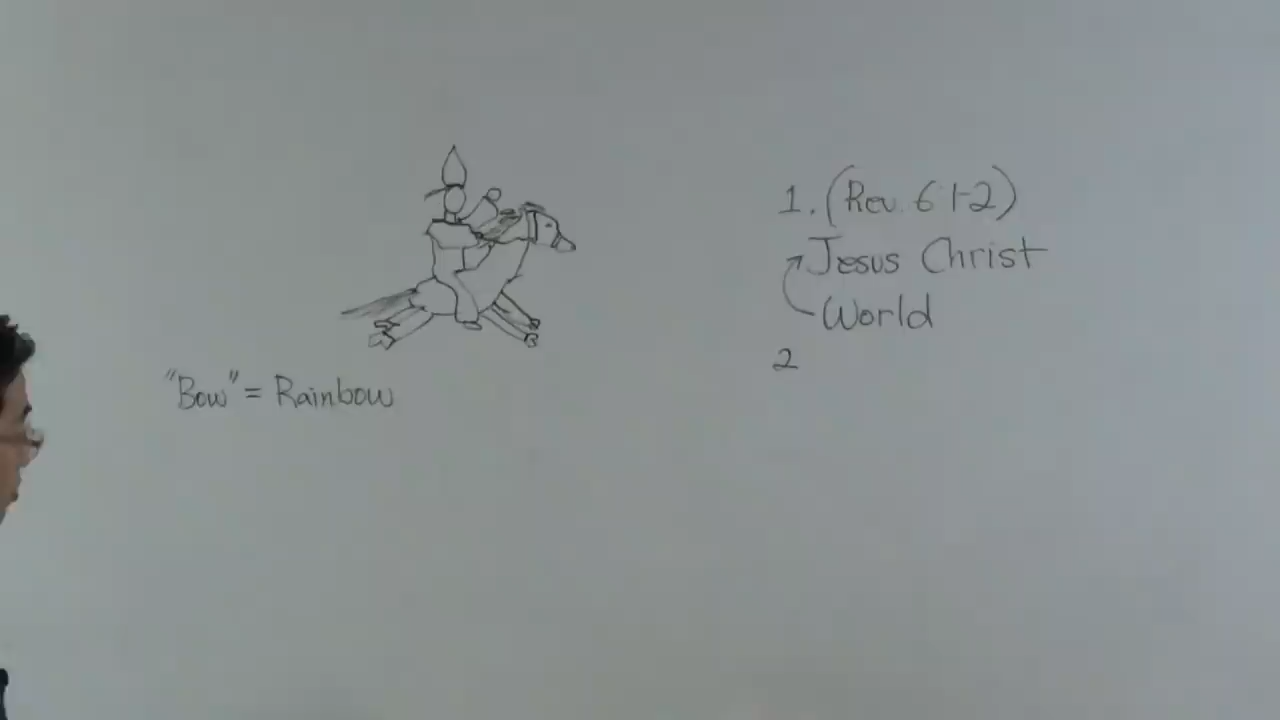 1. (Rev. 6 1-2)
Jesus Christ
World
2
"Bow" = Rainbow